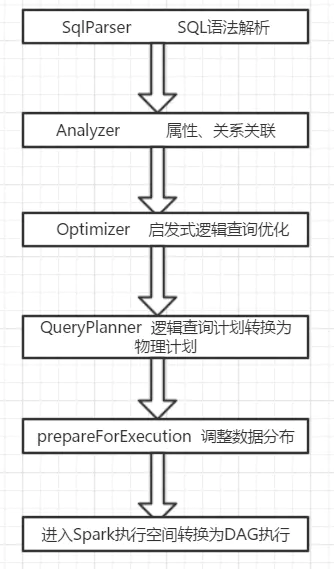 SqlParser SQL语法解析
Analyzer 属性、关系关联
Optimizer 启发式逻辑查询优化
QueryPlanner 逻辑查询计划转换为
物理计划
prepareForExecution 调整数据分布
进入Spark执行空间转换为DAG执行